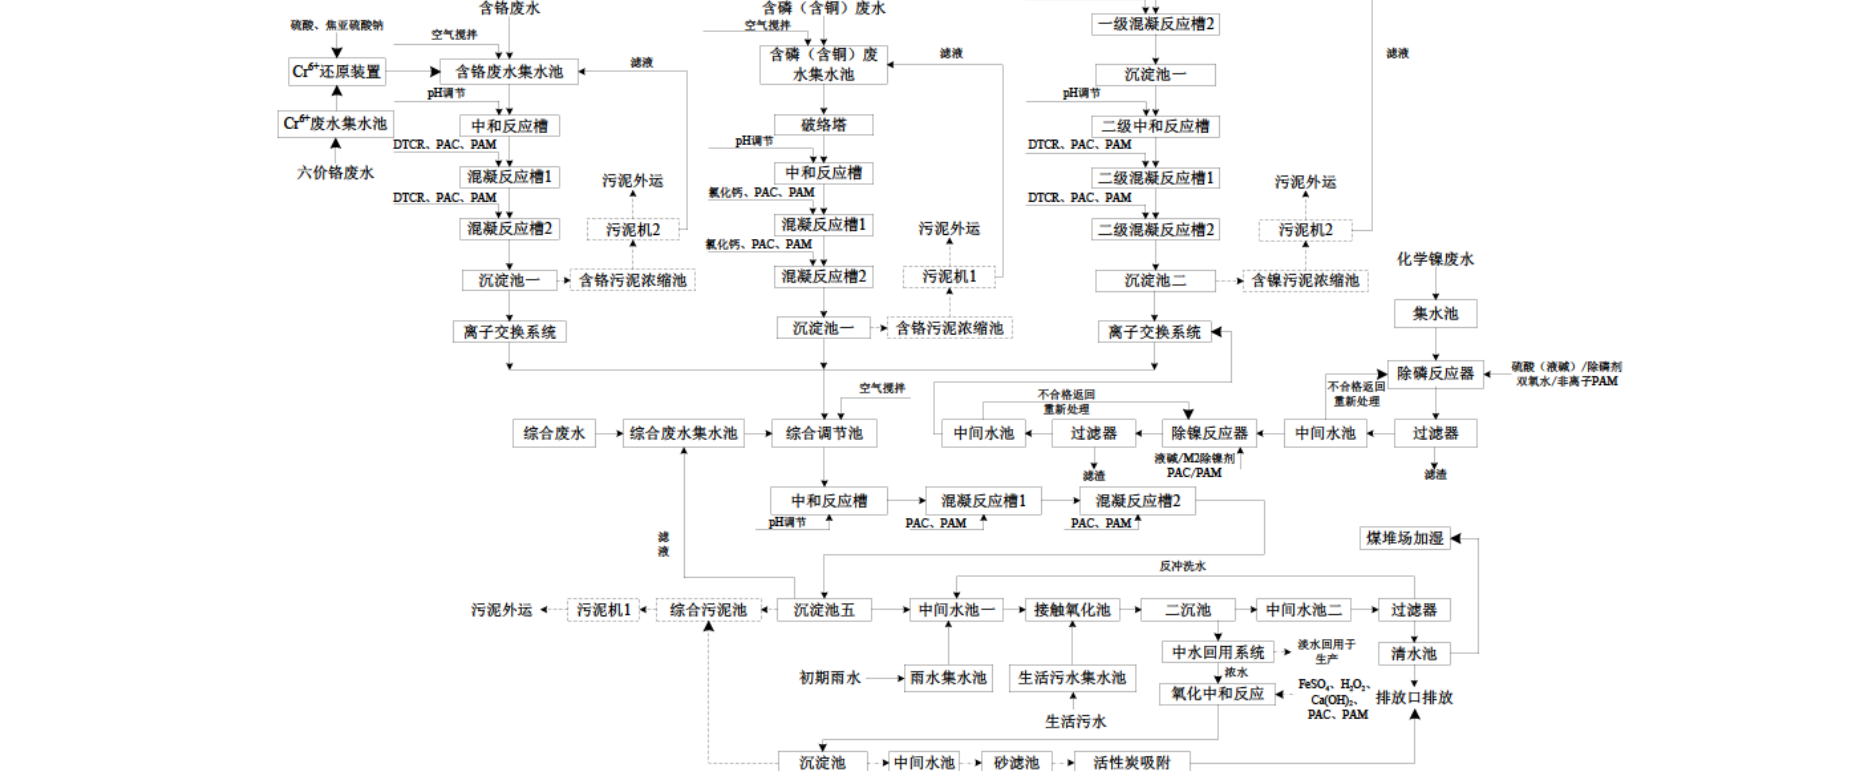 含铬废水
含磷（含铜）废水
硫酸、焦亚硫酸钠
空气搅拌
空气搅拌
一级混凝反应槽2
滤液
Cr6+还原装置
含铬废水集水池
滤液
含磷（含铜）废
水集水池
滤液
沉淀池一
pH调节
pH调节
Cr6+废水集水池
中和反应槽
破络塔
二级中和反应槽
DTCR、PAC、PAM
pH调节
DTCR、PAC、PAM
六价铬废水
混凝反应槽1
污泥外运
中和反应槽
二级混凝反应槽1
污泥外运
DTCR、PAC、PAM
氯化钙、PAC、PAM
DTCR、PAC、PAM
混凝反应槽2
污泥机2
混凝反应槽1
污泥外运
二级混凝反应槽2
污泥机2
氯化钙、PAC、PAM
化学镍废水
沉淀池一
含铬污泥浓缩池
混凝反应槽2
污泥机1
沉淀池二
含镍污泥浓缩池
集水池
离子交换系统
沉淀池一
含铬污泥浓缩池
离子交换系统
除磷反应器
硫酸（液碱）/除磷剂
双氧水/非离子PAM
空气搅拌
不合格返回
重新处理
不合格返回
重新处理
综合废水
综合废水集水池
综合调节池
中间水池
过滤器
除镍反应器
中间水池
过滤器
滤渣
液碱/M2除镍剂
PAC/PAM
滤渣
中和反应槽
混凝反应槽1
混凝反应槽2
pH调节
PAC、PAM
PAC、PAM
滤
液
煤堆场加湿
反冲洗水
污泥外运
污泥机1
综合污泥池
沉淀池五
中间水池一
接触氧化池
二沉池
中间水池二
过滤器
中水回用系统
淡水回用于
生产
清水池
初期雨水
雨水集水池
生活污水集水池
浓水
氧化中和反应
FeSO4、H2O2、
Ca(OH)2、
PAC、PAM
排放口排放
生活污水
沉淀池
中间水池
砂滤池
活性炭吸附